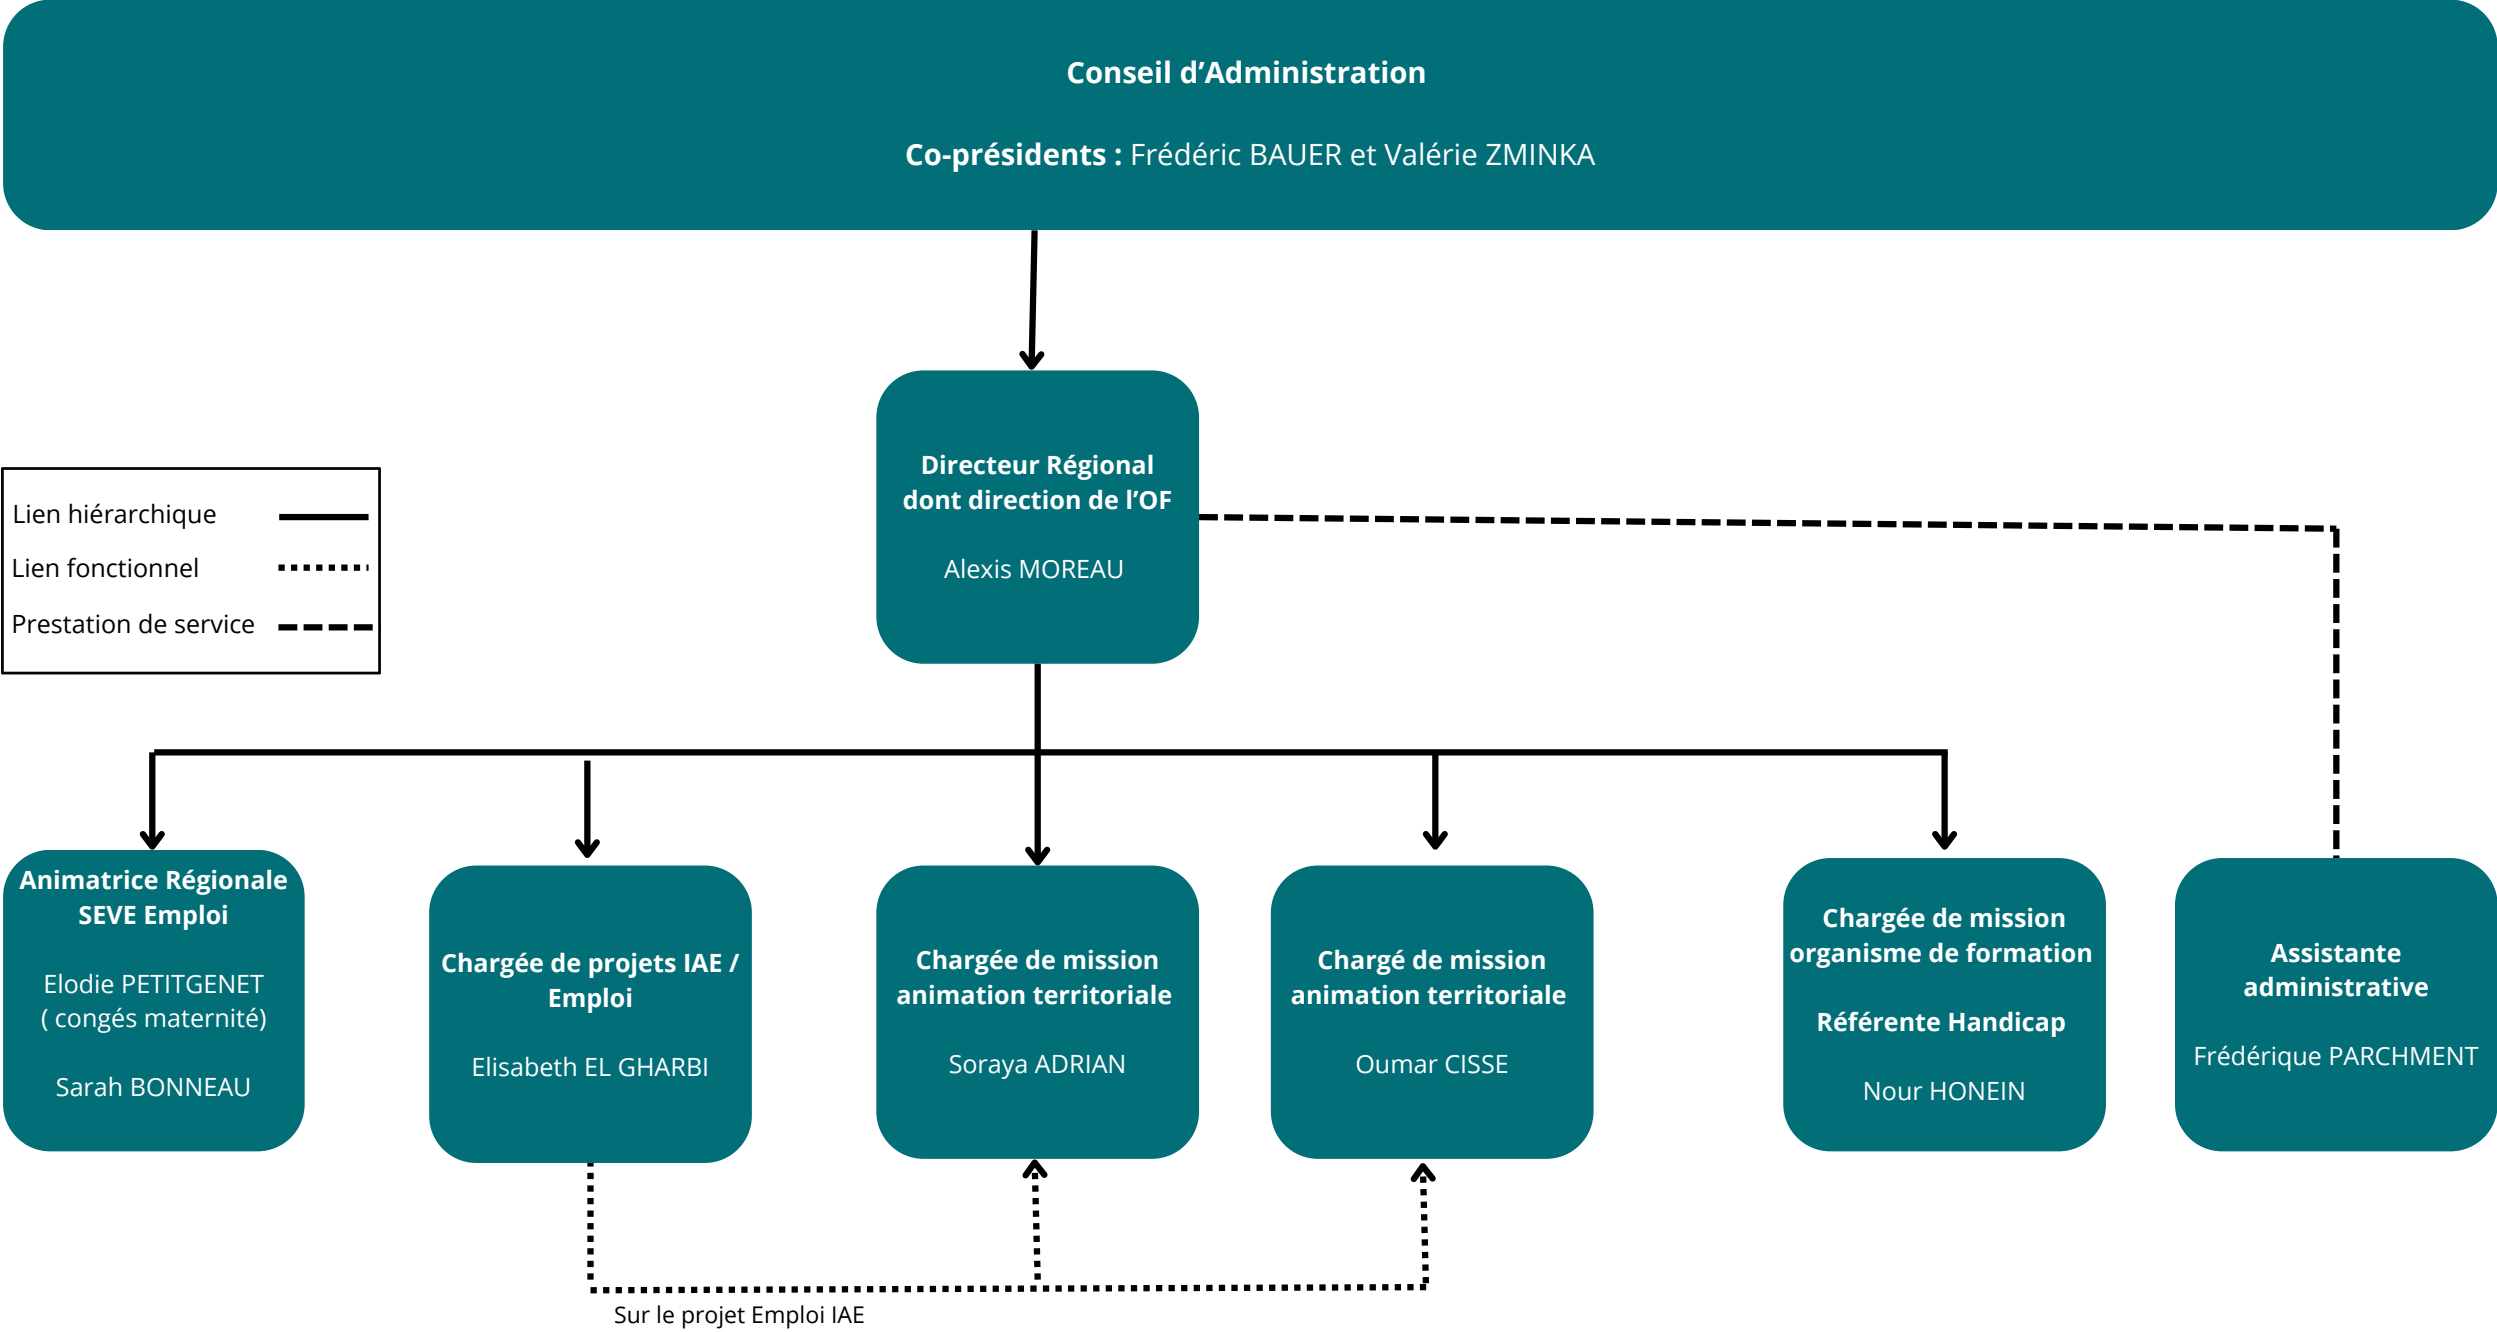 Conseil d’Administration
Co-présidents : Frédéric BAUER et Valérie ZMINKA
Directeur Régional
dont direction de l’OF
Alexis MOREAU
Lien hiérarchique
Lien fonctionnel
Prestation de service
Animatrice Régionale
SEVE Emploi
Elodie PETITGENET
( congés maternité)
Sarah BONNEAU
Chargée de projets IAE /
Emploi
Elisabeth EL GHARBI
Chargée de mission
animation territoriale
Soraya ADRIAN
Chargé de mission
animation territoriale
Oumar CISSE
Chargée de mission
organisme de formation
Référente Handicap
Nour HONEIN
Assistante
administrative
Frédérique PARCHMENT
Sur le projet Emploi IAE